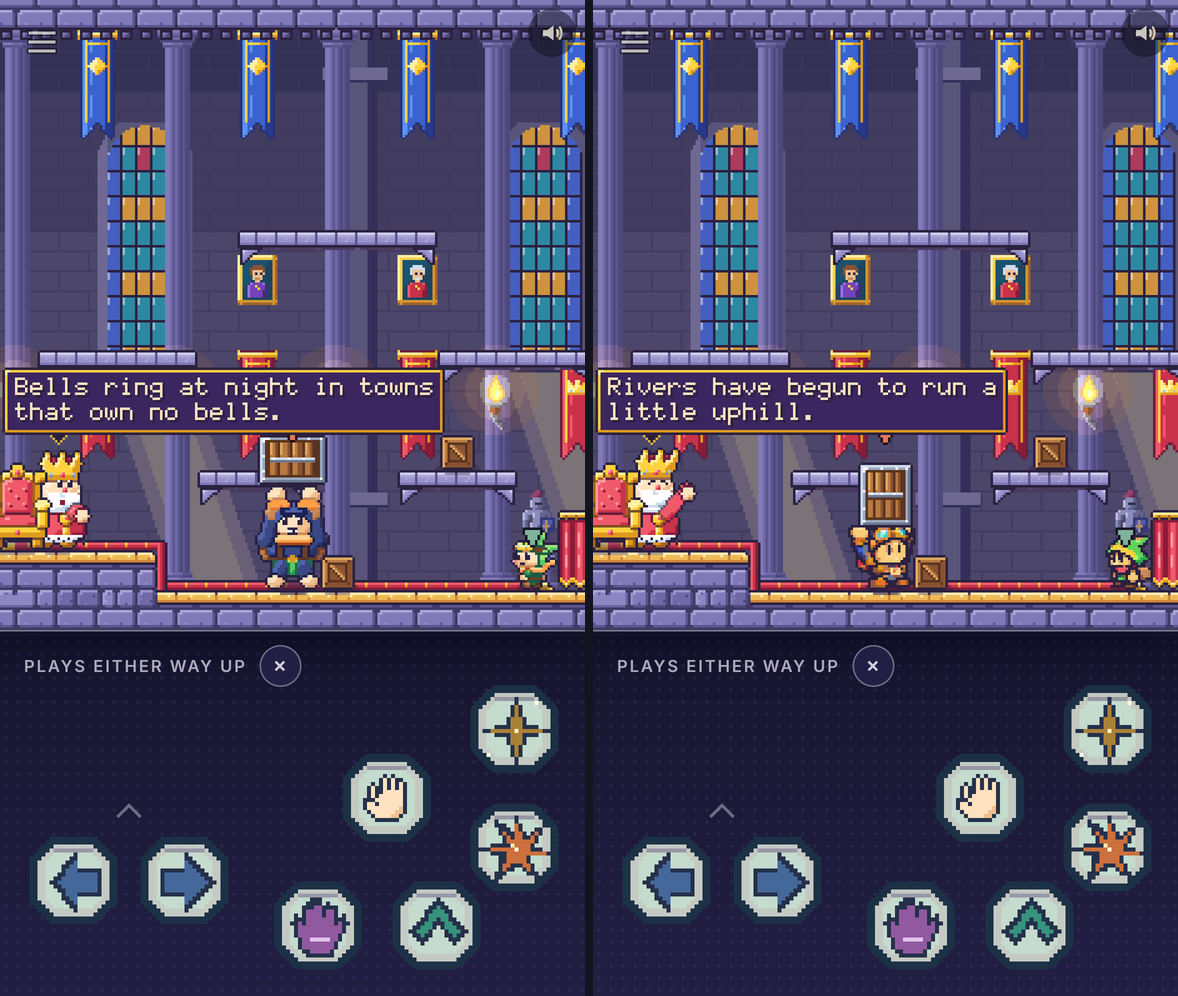 Bells ring at night in towns
that own no bells.
PLAYS EITHER WAY UP
Rivers have begun to run a
little uphill.
PLAYS EITHER WAY UP